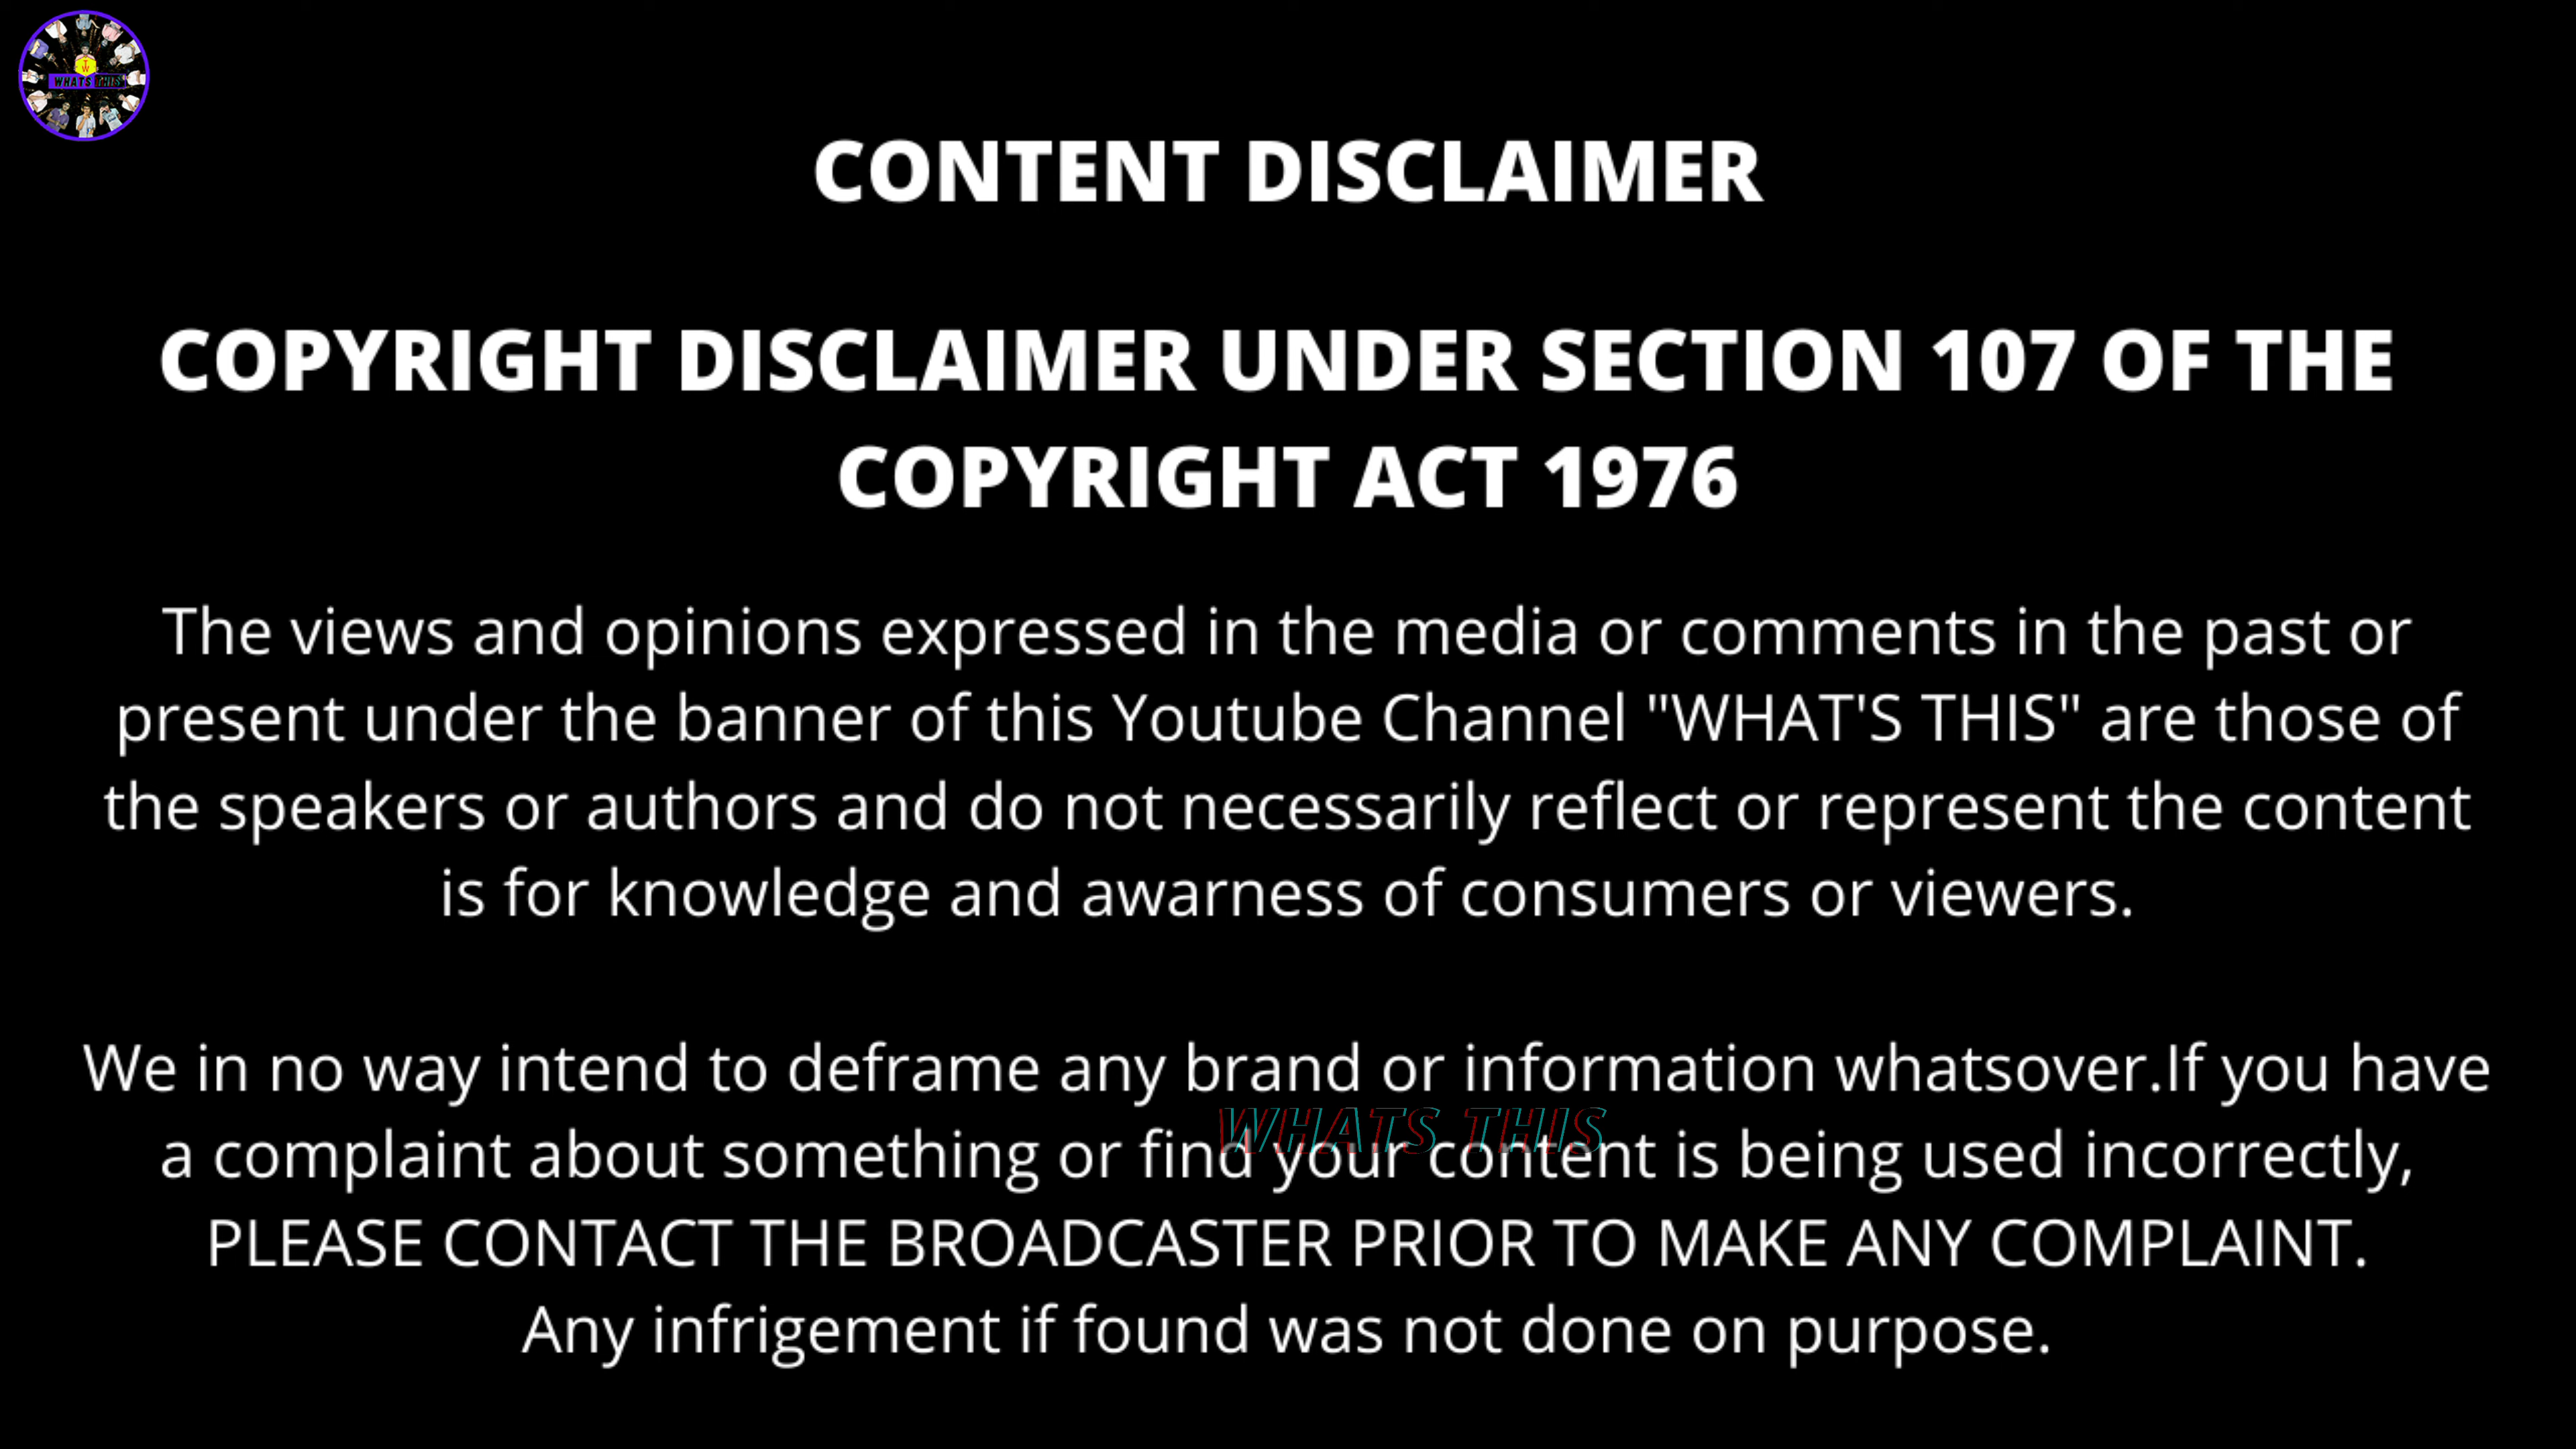 WHATS THIS
CONTENT DISCLAIMER
COPYRIGHT DISCLAIMER UNDER SECTION 107 OF THE
COPYRIGHT ACT 1976
The views and opinions expressed in the media or comments in the past or
present under the banner of this Youtube Channel "WHAT'S THIS" are those of
the speakers or authors and do not necessarily reflect or represent the content
is for knowledge and awarness of consumers or viewers.
We in no way intend to deframe any brand or information whatsover.If you have
WHATS THIS
a complaint about something or find your content is being used incorrectly,
PLEASE CONTACT THE BROADCASTER PRIOR TO MAKE ANY COMPLAINT.
Any infrigement if found was not done on purpose.